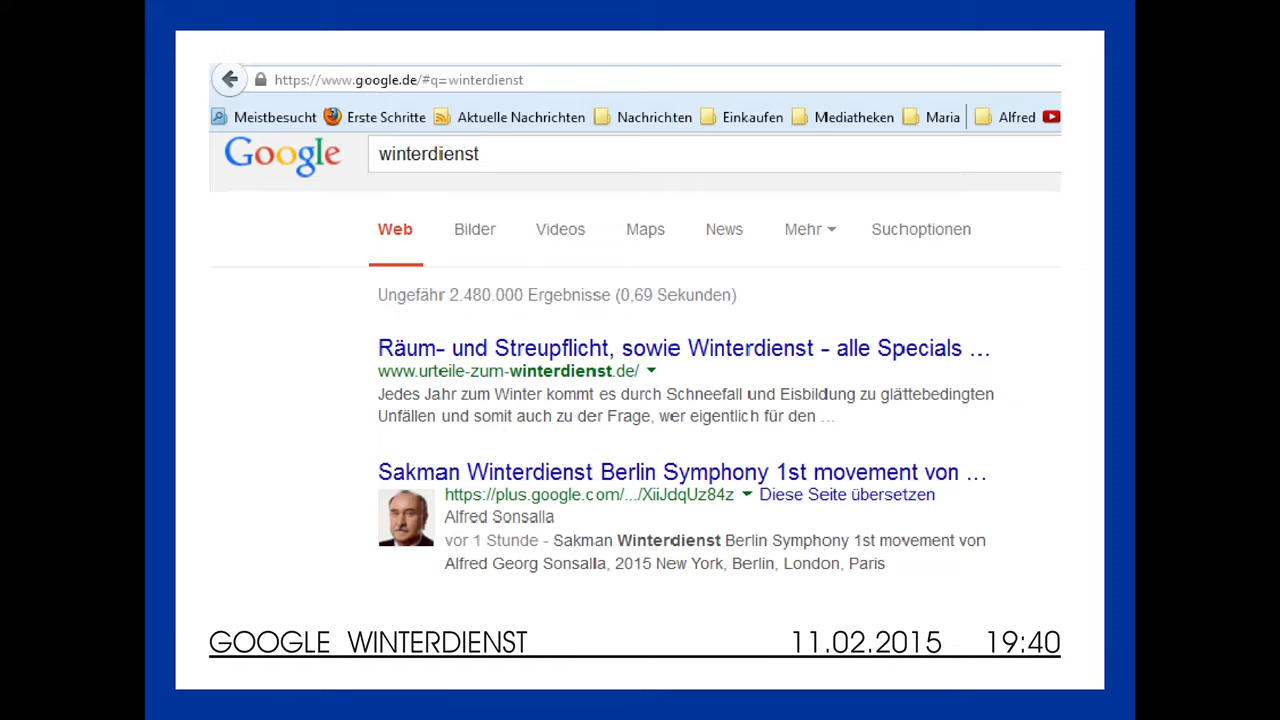 https://www.google.de/#q=winterdienst
Meistbesucht Erste Schritte Aktuelle Nachrichten Nachrichten Einkaufen Mediatheken Maria Alfred
Google winterdienst
Web Bilder Videos Maps News Mehr Suchoptionen
Ungefähr 2.480.000 Ergebnisse (0,69 Sekunden)
Räum- und Streupflicht, sowie Winterdienst - alle Specials ...
www.urteile-zum-winterdienst.de/
Jedes Jahr zum Winter kommt es durch Schneefall und Eisbildung zu glättebedingten
Unfällen und somit auch zu der Frage, wer eigentlich für den ...
Sakman Winterdienst Berlin Symphony 1st movement von ...
https://plus.google.com/.../XiiJdqUz84z Diese Seite übersetzen
Alfred Sonsalla
vor 1 Stunde - Sakman Winterdienst Berlin Symphony 1st movement von
Alfred Georg Sonsalla, 2015 New York, Berlin, London, Paris
GOOGLE WINTERDIENST 11.02.2015 19:40